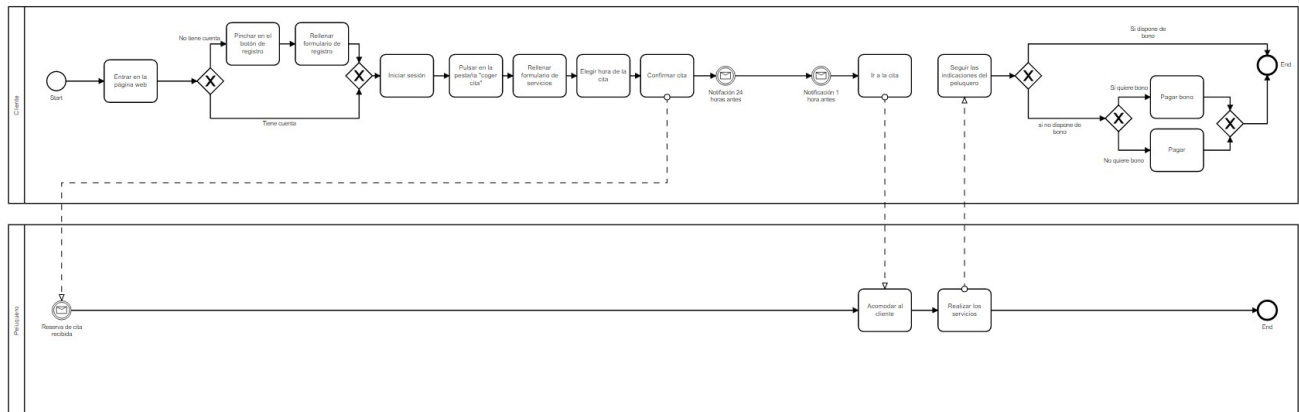 Cliente
Start
Entrar en la
página web
No tiene cuenta
Tiene cuenta
Pinchar en el
botón de
registro
Rellenar
formulario de
registro
Iniciar sesión
Pulsar en la
pestaña "coger
cita"
Rellenar
formulario de
servicios
Elegir hora de la
cita
Confirmar cita
Notifación 24
horas antes
Notificación 1
hora antes
Ir a la cita
Seguir las
indicaciones del
peluquero
Si dispone de
bono
si no dispone de
bono
Si quiere bono
Pagar bono
No quiere bono
Pagar
End
Peluquero
Reserva de cita
recibida
Acomodar al
cliente
Realizar los
servicios
End